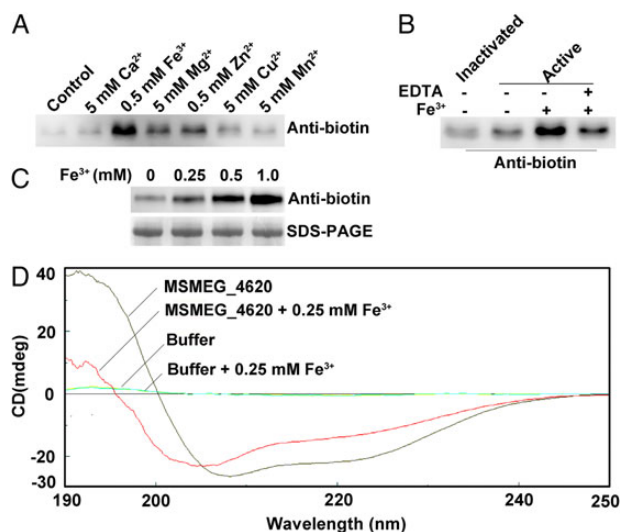 A
Control
5 mM Ca²⁺
0.5 mM Fe³⁺
5 mM Mg²⁺
0.5 mM Zn²⁺
5 mM Cu²⁺
5 mM Mn²⁺
Anti-biotin
B
Inactivated
Active
EDTA - - - +
Fe³⁺ - - + +
Anti-biotin
C
Fe³⁺ (mM) 0 0.25 0.5 1.0
Anti-biotin
SDS-PAGE
D
MSMEG_4620
MSMEG_4620 + 0.25 mM Fe³⁺
Buffer
Buffer + 0.25 mM Fe³⁺
CD(mdeg)
40
20
0
-20
-30
190 200 210 220 230 240 250
Wavelength (nm)